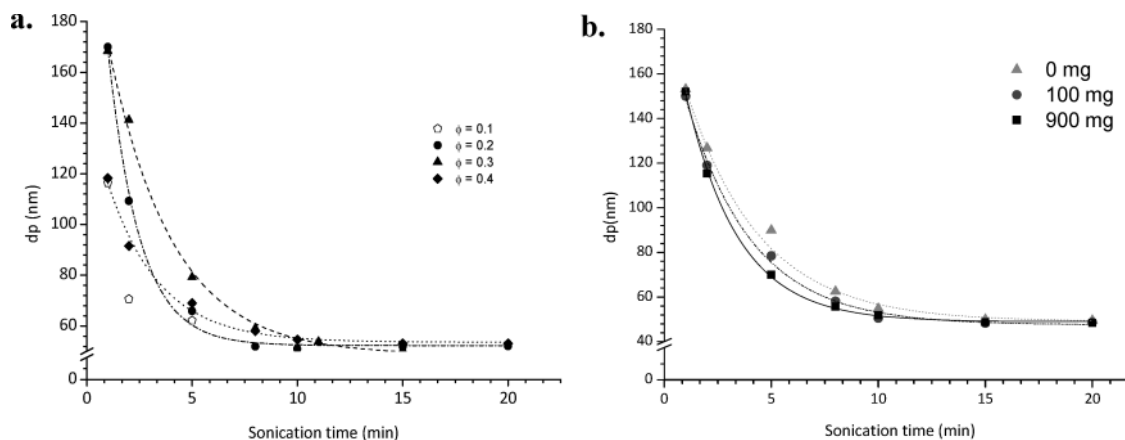 a.
180
160
140
120
100
80
60
0
dp (nm)
0 5 10 15 20
Sonication time (min)
ϕ = 0.1
ϕ = 0.2
ϕ = 0.3
ϕ = 0.4
b.
180
160
140
120
100
80
60
40
0
dp(nm)
0 5 10 15 20
Sonication time (min)
0 mg
100 mg
900 mg